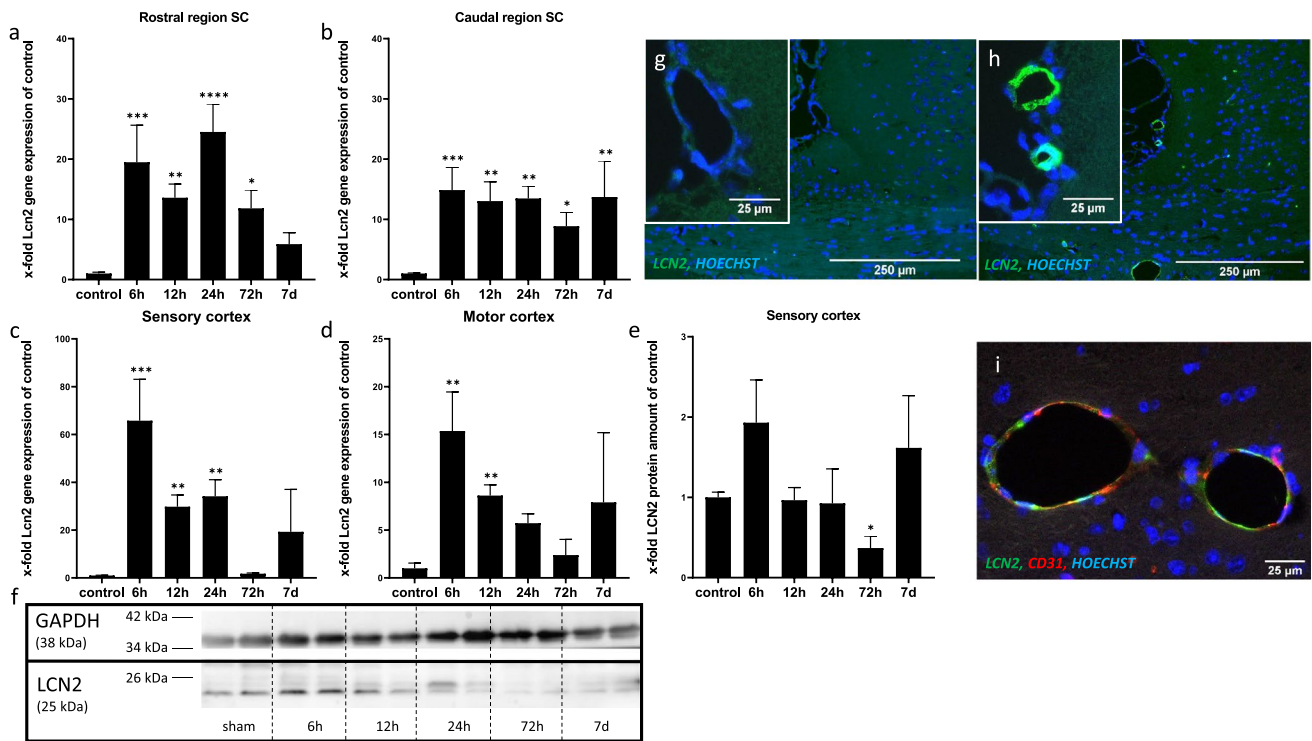 a
Rostral region SC
x-fold Lcn2 gene expression of control
40
30
20
10
0
***
**
****
*
control 6h 12h 24h 72h 7d
b
Caudal region SC
x-fold Lcn2 gene expression of control
40
30
20
10
0
***
**
**
*
**
control 6h 12h 24h 72h 7d
g
25 µm
LCN2, HOECHST
250 µm
h
25 µm
LCN2, HOECHST
250 µm
c
Sensory cortex
x-fold Lcn2 gene expression of control
100
80
60
40
20
0
***
**
**
control 6h 12h 24h 72h 7d
d
Motor cortex
x-fold Lcn2 gene expression of control
25
20
15
10
5
0
**
**
control 6h 12h 24h 72h 7d
e
Sensory cortex
x-fold LCN2 protein amount of control
3
2
1
0
*
control 6h 12h 24h 72h 7d
i
LCN2, CD31, HOECHST
25 µm
f
GAPDH
(38 kDa)
42 kDa
34 kDa
LCN2
(25 kDa)
26 kDa
sham 6h 12h 24h 72h 7d